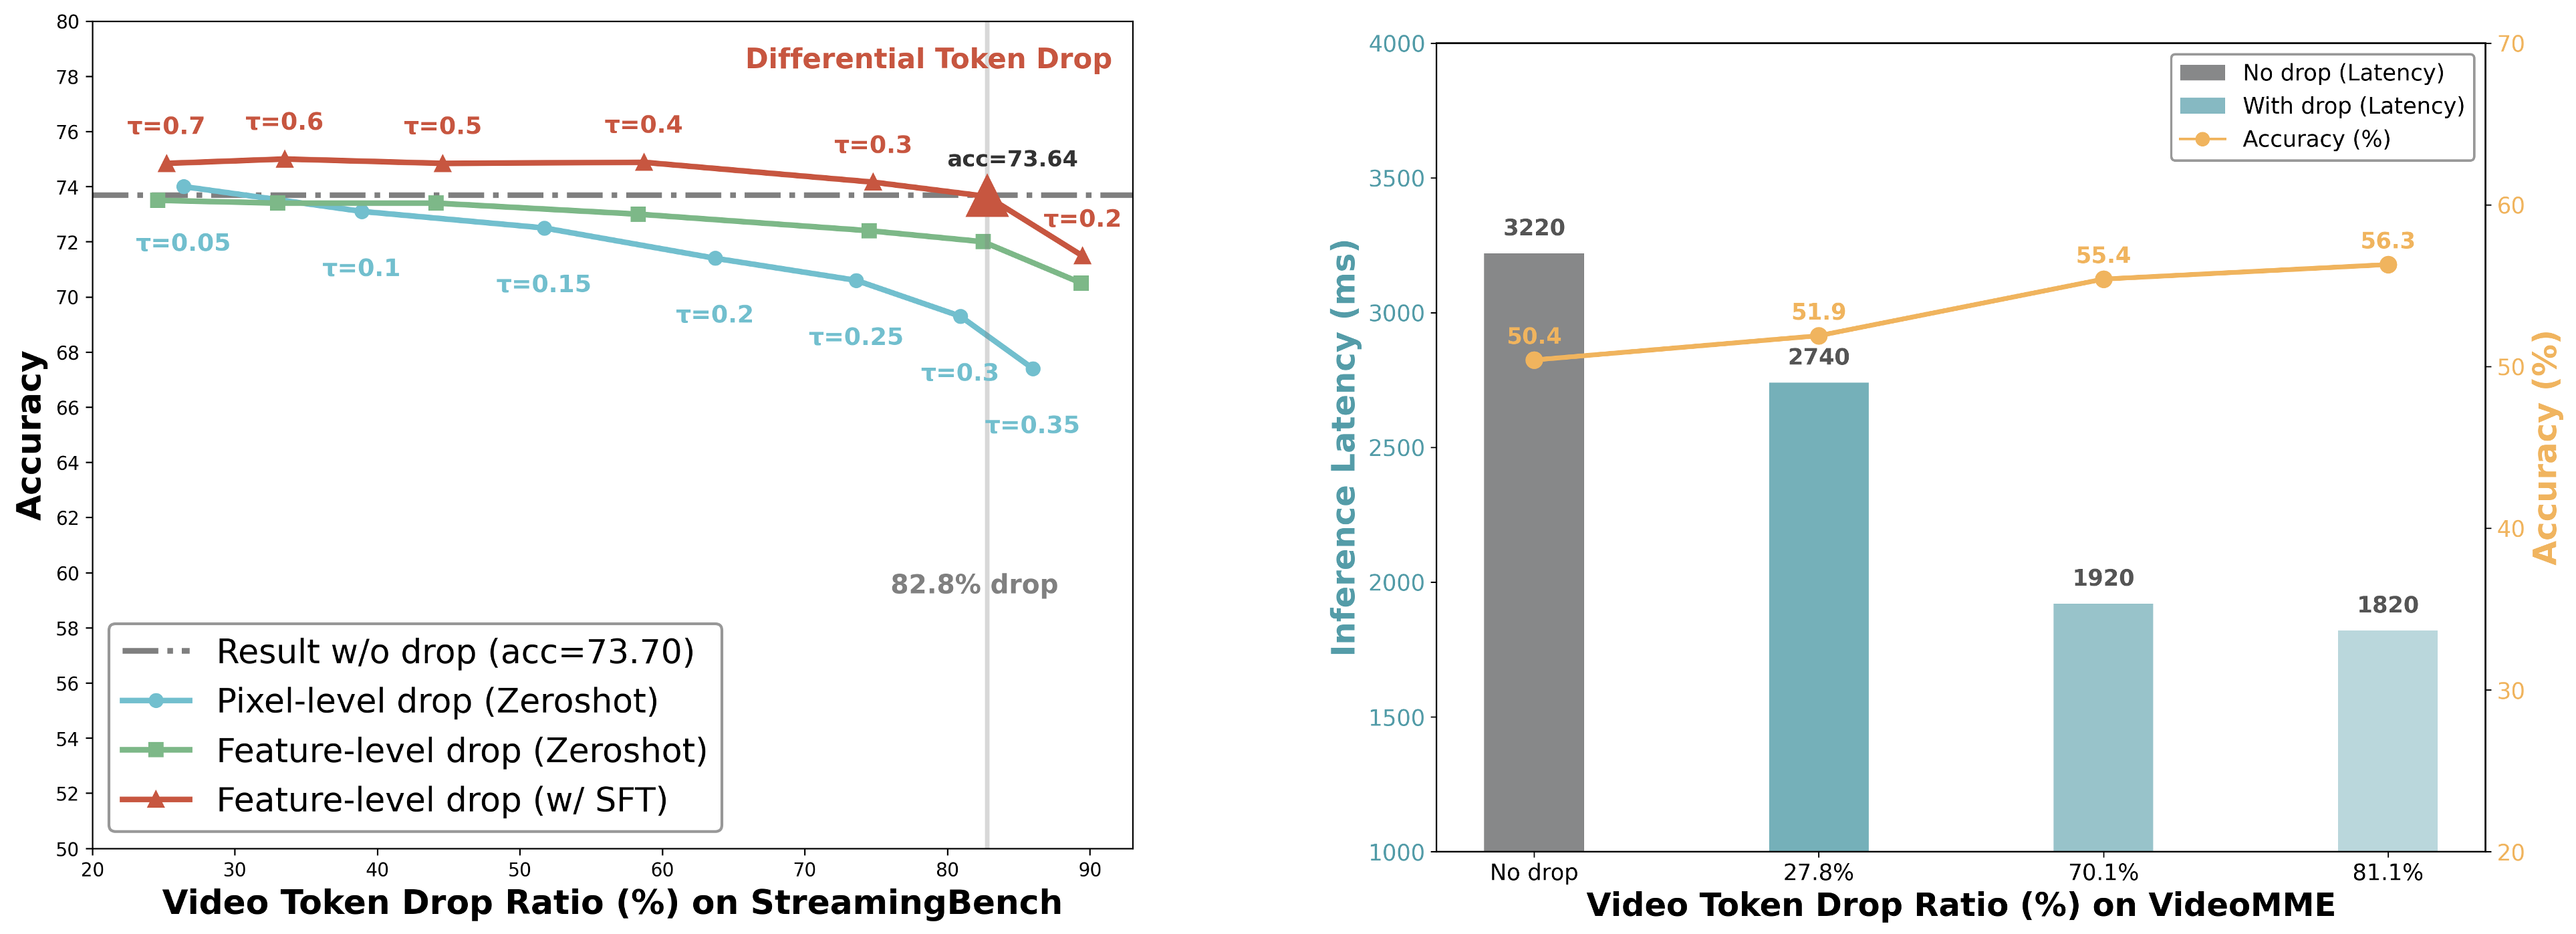 80
78
76
74
72
70
68
66
64
62
60
58
56
54
52
50
Accuracy
Differential Token Drop
τ=0.7
τ=0.6
τ=0.5
τ=0.4
τ=0.3
acc=73.64
τ=0.2
τ=0.05
τ=0.1
τ=0.15
τ=0.2
τ=0.25
τ=0.3
τ=0.35
82.8% drop
Result w/o drop (acc=73.70)
Pixel-level drop (Zeroshot)
Feature-level drop (Zeroshot)
Feature-level drop (w/ SFT)
20 30 40 50 60 70 80 90
Video Token Drop Ratio (%) on StreamingBench
4000
3500
3000
2500
2000
1500
1000
Inference Latency (ms)
No drop (Latency)
With drop (Latency)
Accuracy (%)
3220
50.4
51.9
2740
55.4
1920
56.3
1820
70
60
50
40
30
20
Accuracy (%)
No drop 27.8% 70.1% 81.1%
Video Token Drop Ratio (%) on VideoMME